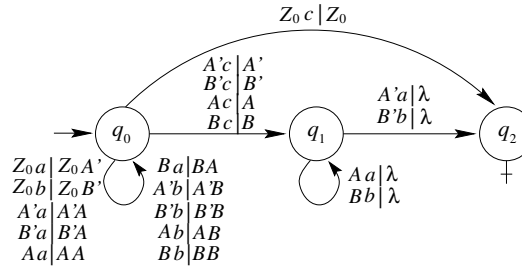 Z₀ c | Z₀
A'c | A'
B'c | B'
Ac | A
Bc | B
A'a | λ
B'b | λ
q₀
q₁
q₂
Z₀ a | Z₀ A'
Z₀ b | Z₀ B'
A'a | A'A
B'a | B'A
Aa | AA
Ba | BA
A'b | A'B
B'b | B'B
Ab | AB
Bb | BB
Aa | λ
Bb | λ